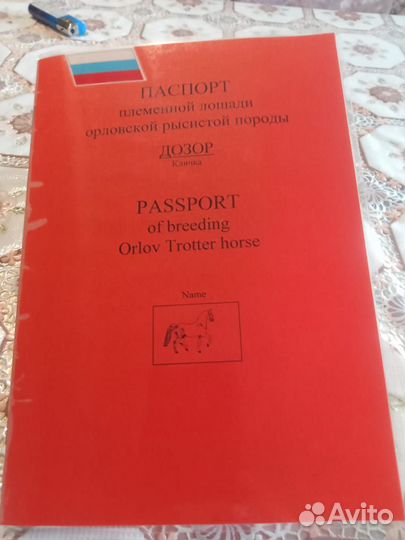 ПАСПОРТ
племенной лошади
орловской рысистой породы
ДОЗОР
Кличка
PASSPORT
of breeding
Orlov Trotter horse
Name
Avito